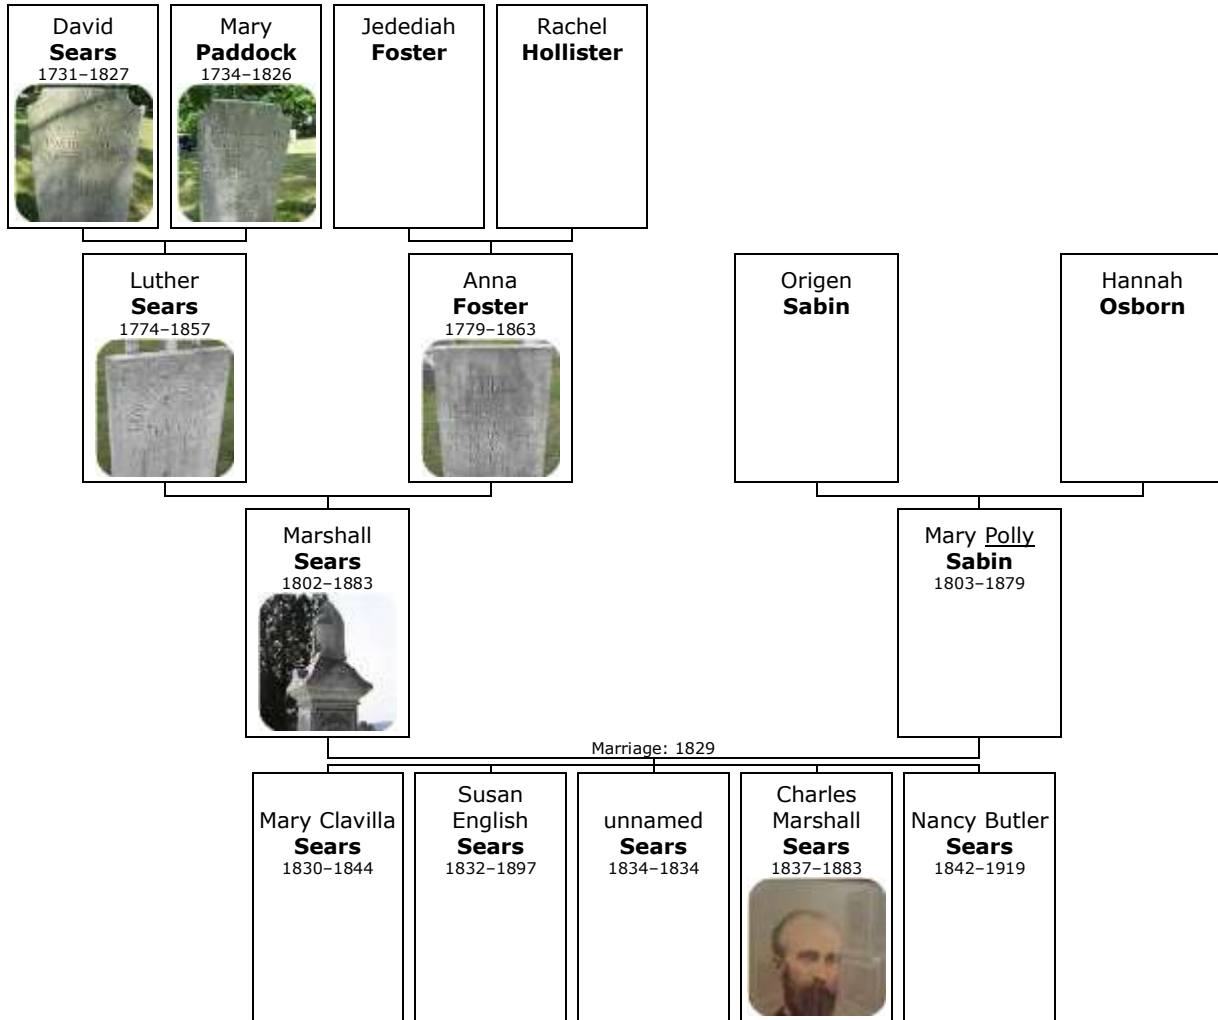 David
Sears
1731–1827
Mary
Paddock
1734–1826
Jedediah
Foster
Rachel
Hollister
Luther
Sears
1774–1857
Anna
Foster
1779–1863
Origen
Sabin
Hannah
Osborn
Marshall
Sears
1802–1883
Mary Polly
Sabin
1803–1879
Marriage: 1829
Mary Clavilla
Sears
1830–1844
Susan
English
Sears
1832–1897
unnamed
Sears
1834–1834
Charles
Marshall
Sears
1837–1883
Nancy Butler
Sears
1842–1919